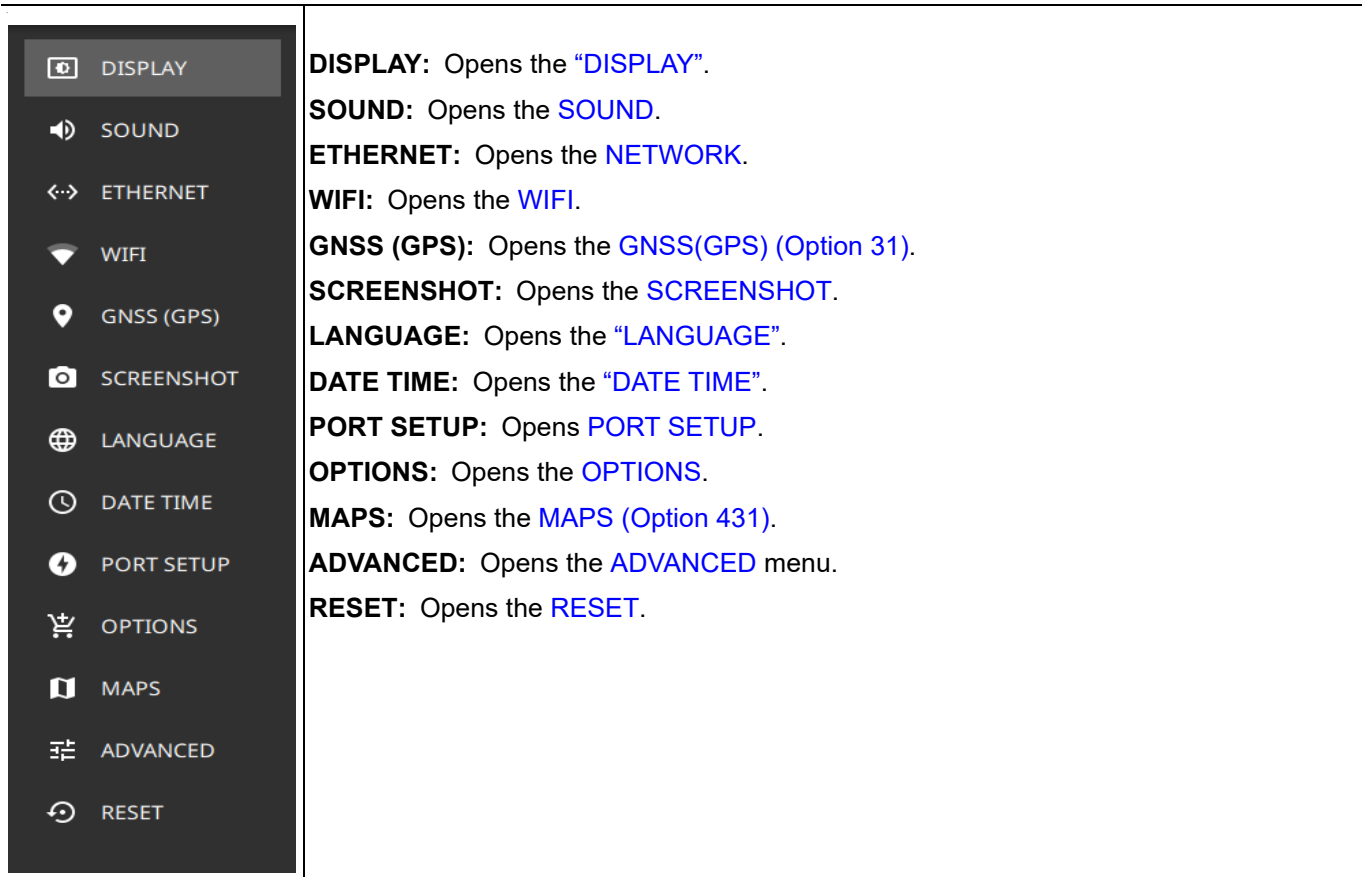 DISPLAY
SOUND
ETHERNET
WIFI
GNSS (GPS)
SCREENSHOT
LANGUAGE
DATE TIME
PORT SETUP
OPTIONS
MAPS
ADVANCED
RESET
DISPLAY: Opens the “DISPLAY”.
SOUND: Opens the SOUND.
ETHERNET: Opens the NETWORK.
WIFI: Opens the WIFI.
GNSS (GPS): Opens the GNSS(GPS) (Option 31).
SCREENSHOT: Opens the SCREENSHOT.
LANGUAGE: Opens the “LANGUAGE”.
DATE TIME: Opens the “DATE TIME”.
PORT SETUP: Opens PORT SETUP.
OPTIONS: Opens the OPTIONS.
MAPS: Opens the MAPS (Option 431).
ADVANCED: Opens the ADVANCED menu.
RESET: Opens the RESET.